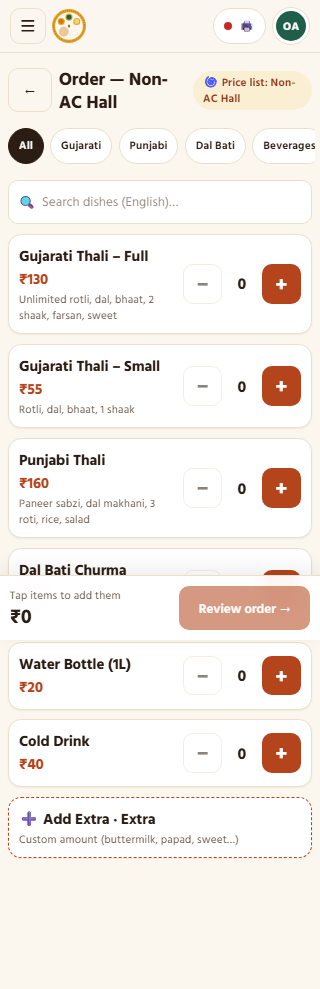 OA
←
Order — Non-
AC Hall
Price list: Non-
AC Hall
All
Gujarati
Punjabi
Dal Bati
Beverages
Search dishes (English)...
Gujarati Thali – Full
₹130
Unlimited rotli, dal, bhaat, 2
shaak, farsan, sweet
− 0 +
Gujarati Thali – Small
₹55
Rotli, dal, bhaat, 1 shaak
− 0 +
Punjabi Thali
₹160
Paneer sabzi, dal makhani, 3
roti, rice, salad
− 0 +
Dal Bati Churma
Tap items to add them
₹0
Review order →
Water Bottle (1L)
₹20
− 0 +
Cold Drink
₹40
− 0 +
Add Extra · Extra
Custom amount (buttermilk, papad, sweet...)